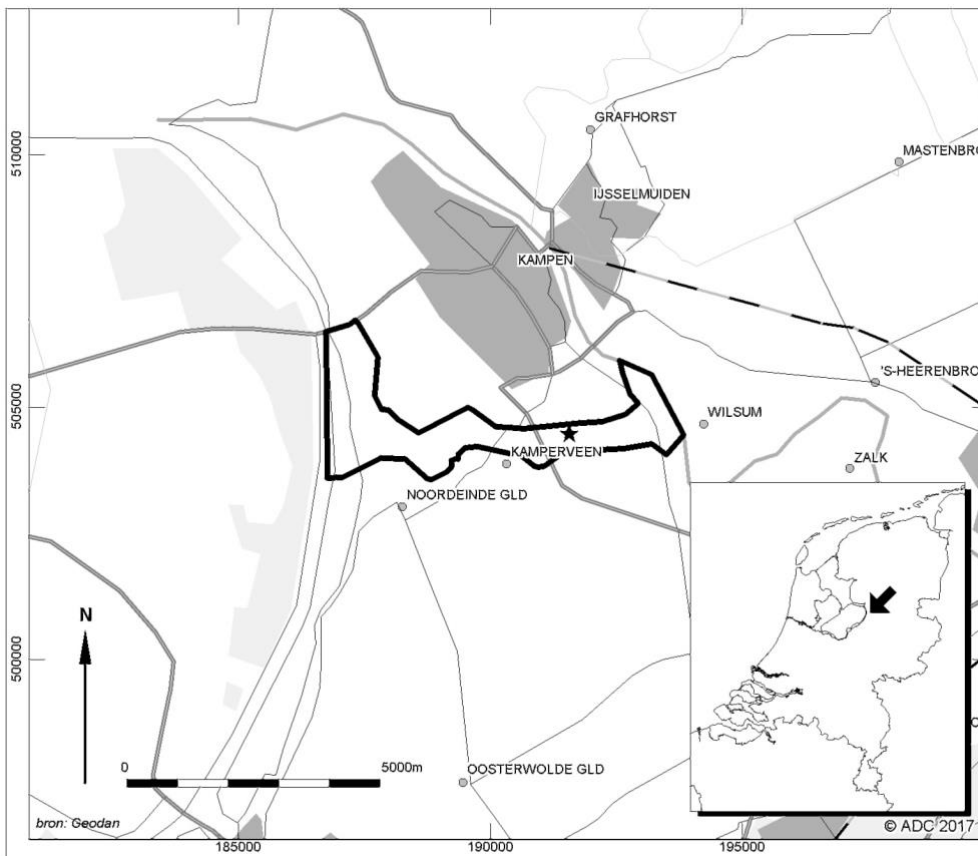 510000
GRAFHORST
MASTENBRO
IJSSELMUIDEN
KAMPEN
'S-HEERENBRO
505000
WILSUM
KAMPERVEEN
ZALK
NOORDEINDE GLD
N
500000
0 5000m
OOSTERWOLDE GLD
bron: Geodan
© ADC 2017
185000 190000 195000